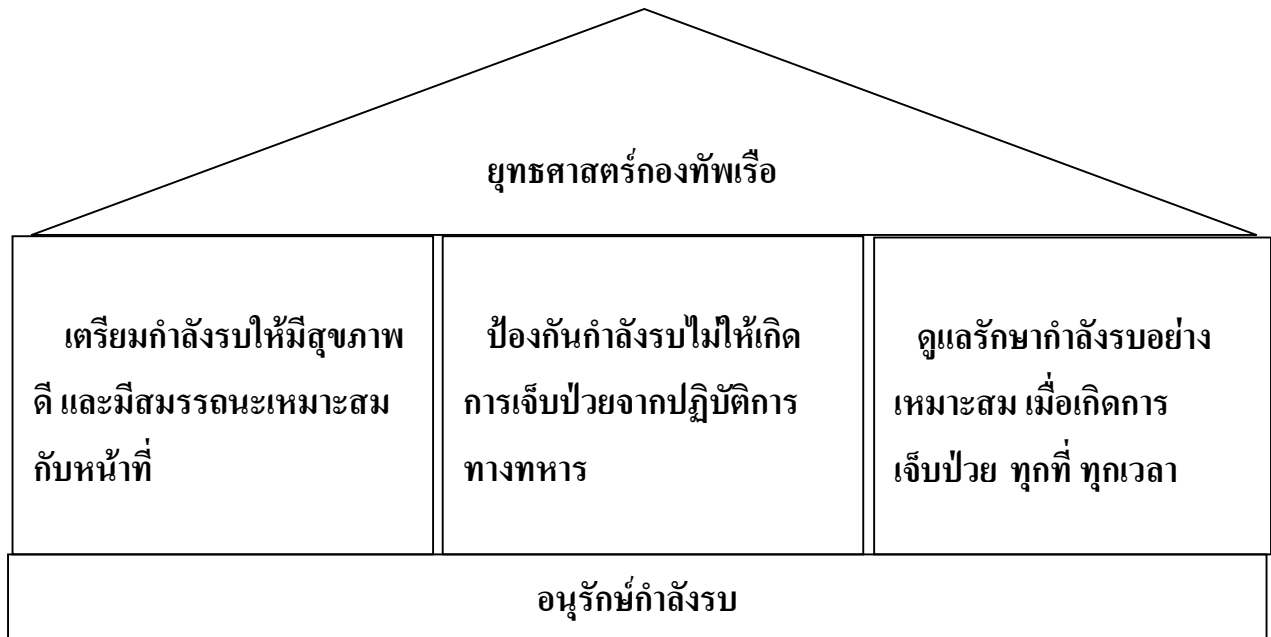 ยุทธศาสตร์กองทัพเรือ
เตรียมกำลังรบให้มีสุขภาพ
ดี และมีสมรรถนะเหมาะสม
กับหน้าที่
ป้องกันกำลังรบไม่ให้เกิด
การเจ็บป่วยจากปฏิบัติการ
ทางทหาร
ดูแลรักษากำลังรบอย่าง
เหมาะสม เมื่อเกิดการ
เจ็บป่วย ทุกที่ ทุกเวลา
อนุรักษ์กำลังรบ